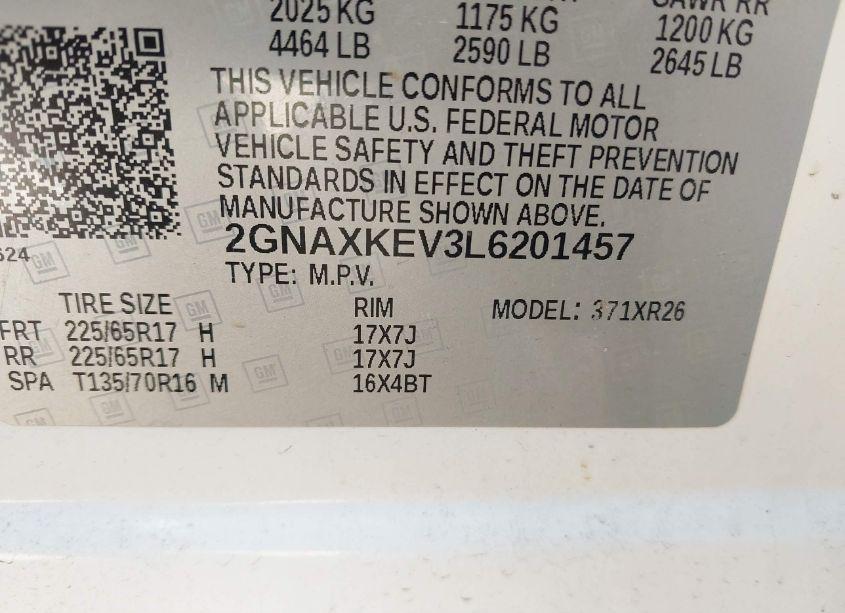 2025 KG 1175 KG GAWR RR
4464 LB 2590 LB 1200 KG
2645 LB
THIS VEHICLE CONFORMS TO ALL
APPLICABLE U.S. FEDERAL MOTOR
VEHICLE SAFETY AND THEFT PREVENTION
STANDARDS IN EFFECT ON THE DATE OF
MANUFACTURE SHOWN ABOVE.
2GNAXKEV3L6201457
TYPE: M.P.V.
TIRE SIZE RIM MODEL: 371XR26
FRT 225/65R17 H 17X7J
RR 225/65R17 H 17X7J
SPA T135/70R16 M 16X4BT